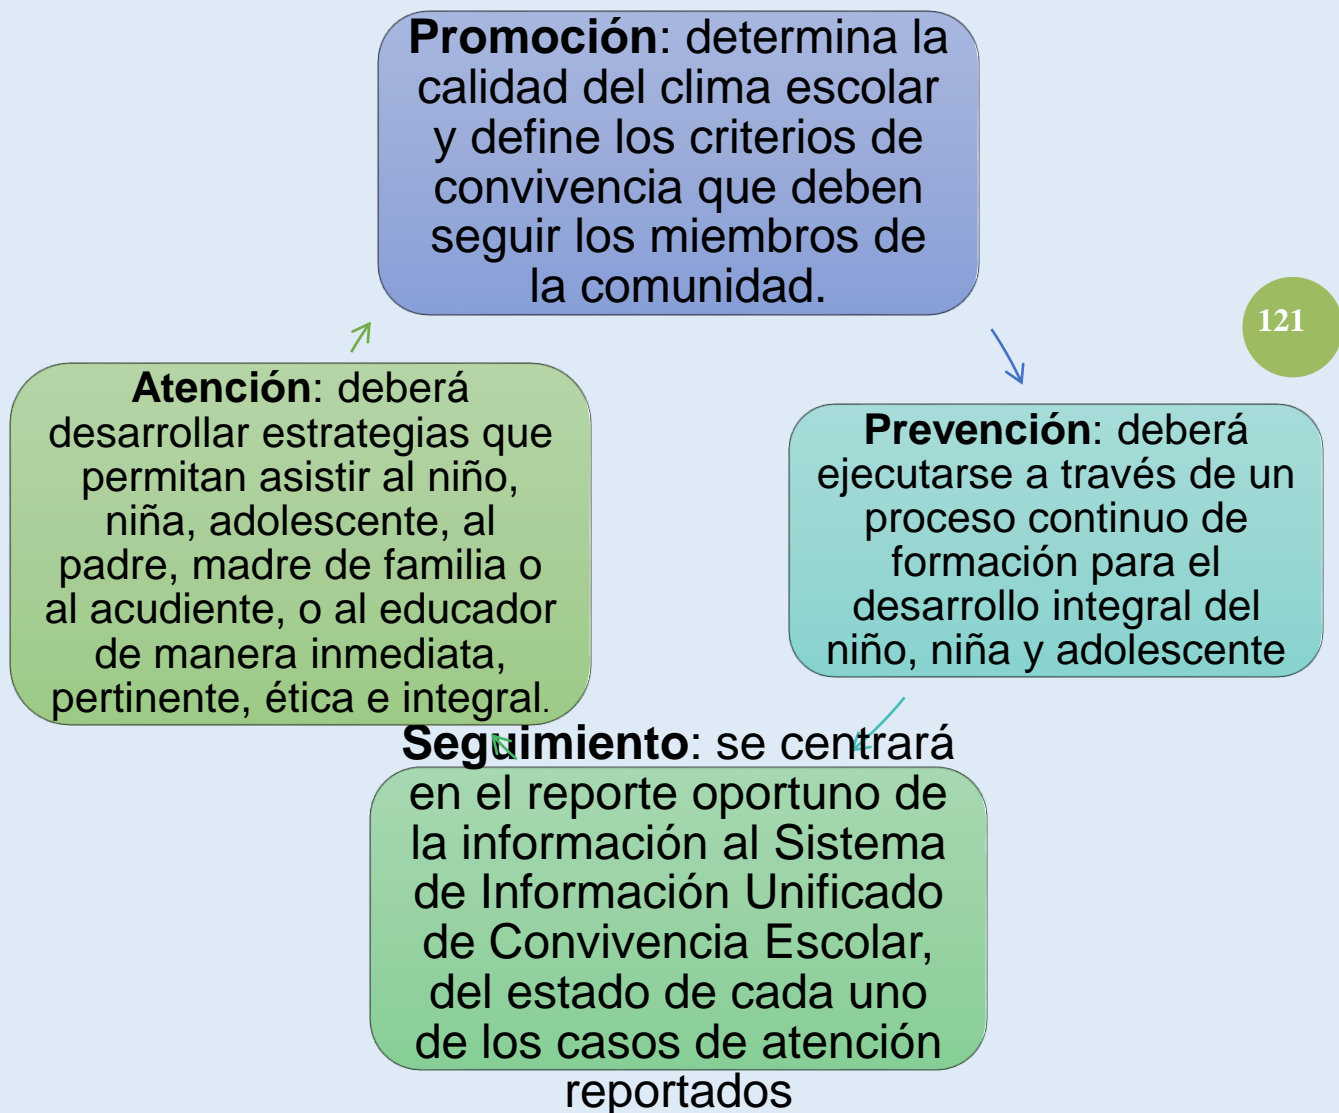 Promoción: determina la
calidad del clima escolar
y define los criterios de
convivencia que deben
seguir los miembros de
la comunidad.
121
Atención: deberá
desarrollar estrategias que
permitan asistir al niño,
niña, adolescente, al
padre, madre de familia o
al acudiente, o al educador
de manera inmediata,
pertinente, ética e integral.
Prevención: deberá
ejecutarse a través de un
proceso continuo de
formación para el
desarrollo integral del
niño, niña y adolescente
Seguimiento: se centrará
en el reporte oportuno de
la información al Sistema
de Información Unificado
de Convivencia Escolar,
del estado de cada uno
de los casos de atención
reportados